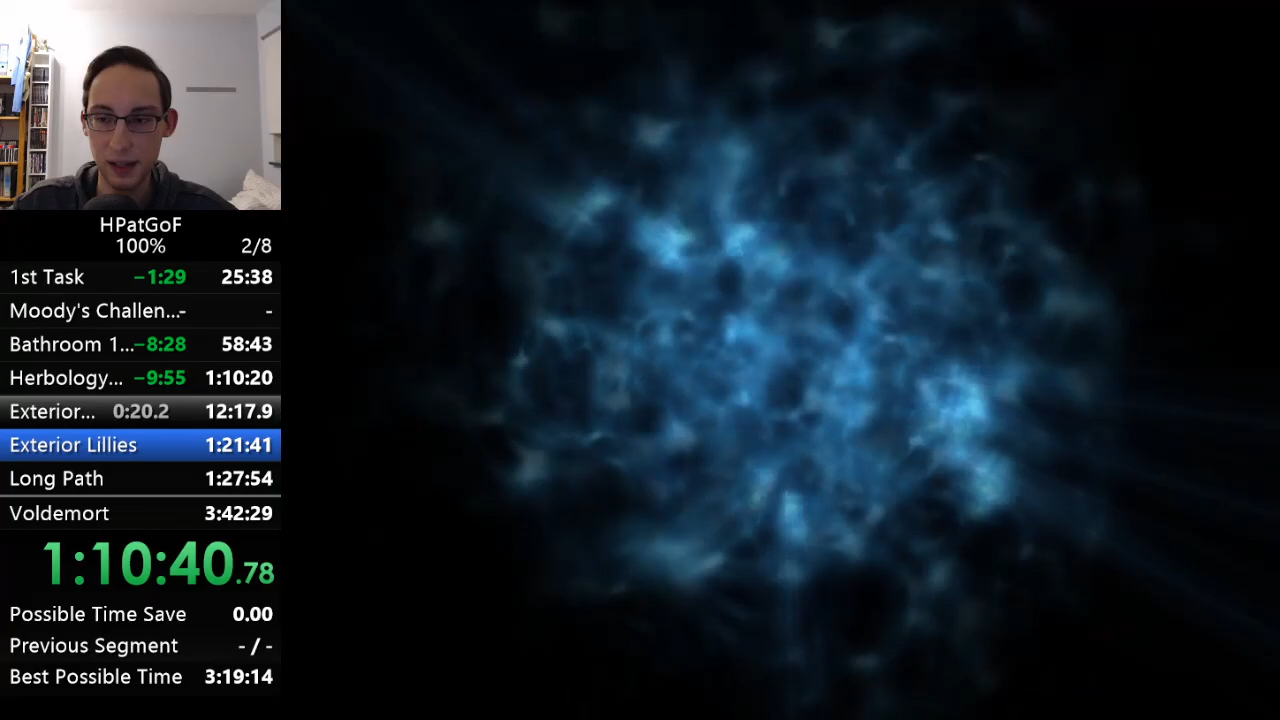 HPatGoF
100% 2/8
1st Task −1:29 25:38
Moody's Challen...- -
Bathroom 1...−8:28 58:43
Herbology... −9:55 1:10:20
Exterior... 0:20.2 12:17.9
Exterior Lillies 1:21:41
Long Path 1:27:54
Voldemort 3:42:29
1:10:40.78
Possible Time Save 0.00
Previous Segment - / -
Best Possible Time 3:19:14